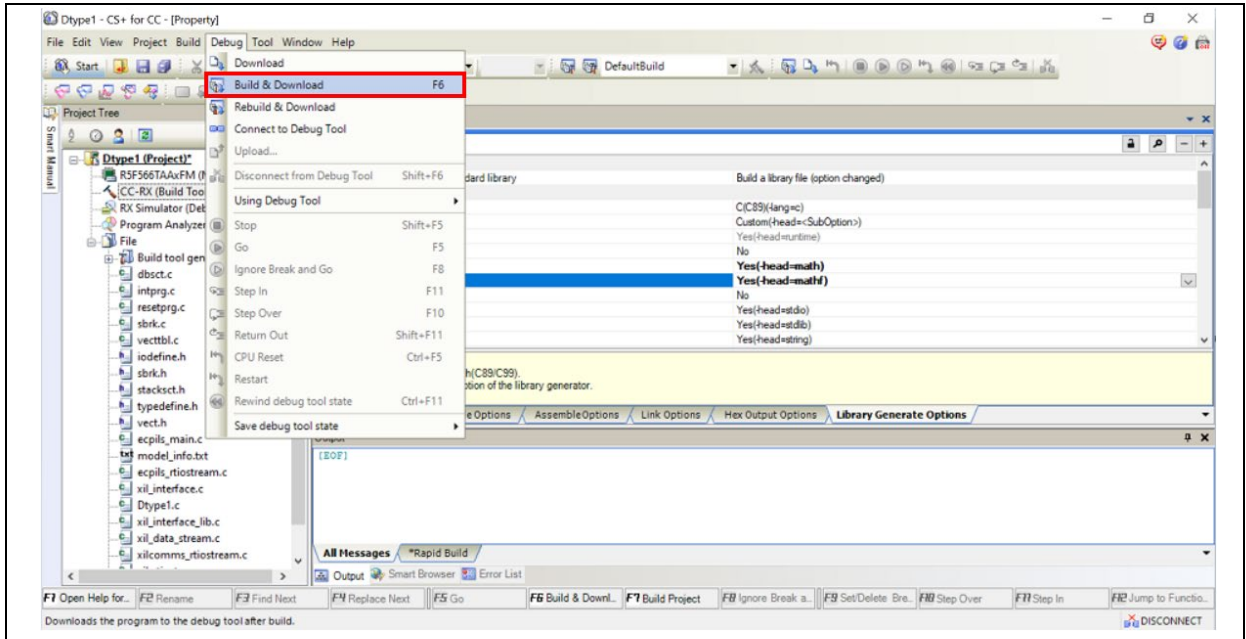 Dtype1 - CS+ for CC - [Property]
File Edit View Project Build Debug Tool Window Help
Start DefaultBuild
Download
Build & Download F6
Rebuild & Download
Connect to Debug Tool
Upload...
Disconnect from Debug Tool Shift+F6
Using Debug Tool
Stop Shift+F5
Go F5
Ignore Break and Go F8
Step In F11
Step Over F10
Return Out Shift+F11
CPU Reset Ctrl+F5
Restart
Rewind debug tool state Ctrl+F11
Save debug tool state
Smart Manual
Project Tree
Dtype1 (Project)*
R5F566TAAxFM
CC-RX (Build Too
RX Simulator (Deb
Program Analyzer
File
Build tool gen
dbsct.c
intprg.c
resetprg.c
sbrk.c
vecttbl.c
iodefine.h
sbrk.h
stacksct.h
typedefine.h
vect.h
ecpils_main.c
model_info.txt
ecpils_rtiostream.c
xil_interface.c
Dtype1.c
xil_interface_lib.c
xil_data_stream.c
xilcomms_rtiostream.c
dard library Build a library file (option changed)
C(C89)(-lang=c)
Custom(-head=<SubOption>)
Yes(-head=runtime)
No
Yes(-head=math)
Yes(-head=mathf)
No
Yes(-head=stdio)
Yes(-head=stdlib)
Yes(-head=string)
h(C89/C99).
ption of the library generator.
e Options AssembleOptions Link Options Hex Output Options Library Generate Options
[EOF]
All Messages *Rapid Build
Output Smart Browser Error List
F1 Open Help for... F2 Rename F3 Find Next F4 Replace Next F5 Go F6 Build & Downl... F7 Build Project F8 Ignore Break a... F9 Set/Delete Bre... F10 Step Over F11 Step In F12 Jump to Functio...
Downloads the program to the debug tool after build. DISCONNECT